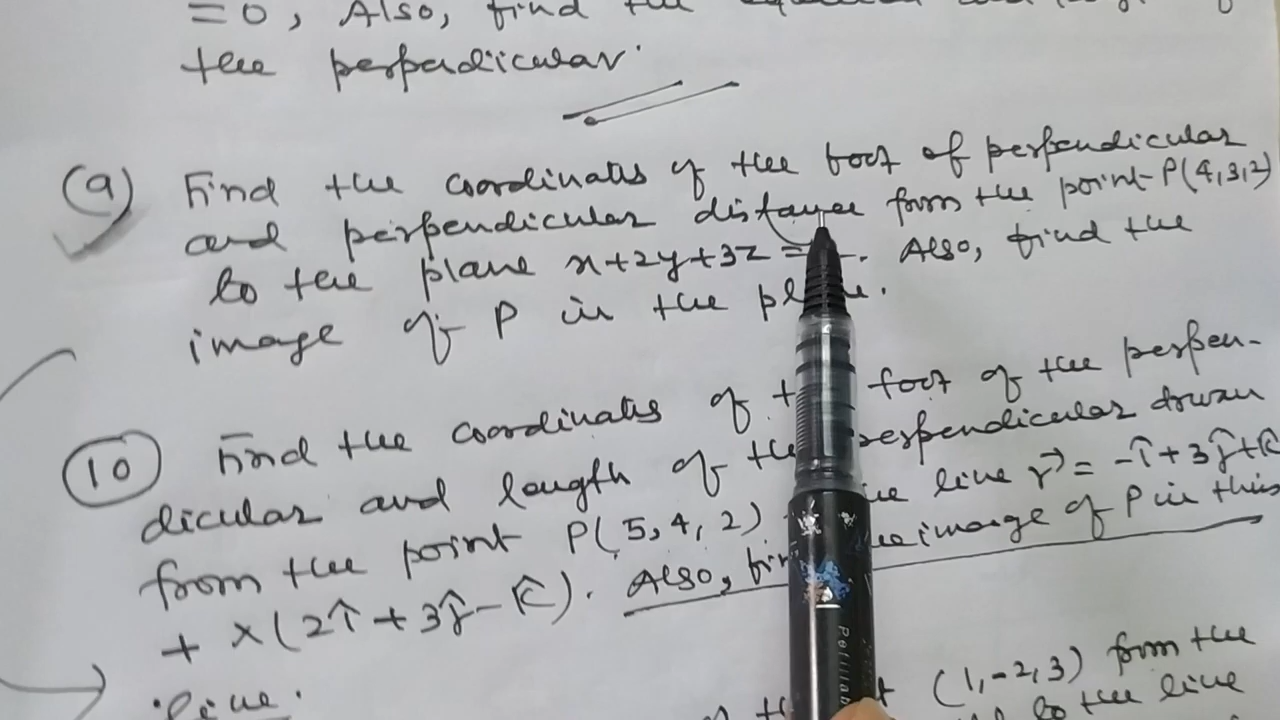 = 0, Also, find the
the perpendicular.
(9) Find the coordinates of the foot of perpendicular
and perpendicular distance from the point P(4,3,2)
to the plane x+2y+3z = . Also, find the
image of P in the .
(10) Find the coordinates of foot of the perpen-
dicular and length of the perpendicular drawn
from the point P(5,4,2) line r⃗ = -î+3ĵ+k̂
+ λ(2î+3ĵ-k̂). Also, image of P in this
line.
(1,-2,3) from the
to the line